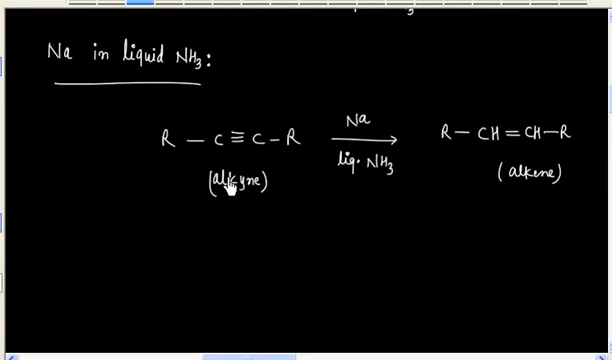 Na in liquid NH₃:
R — C ≡ C – R  Na  R — CH = CH – R
liq. NH₃
(alkyne)  (alkene)